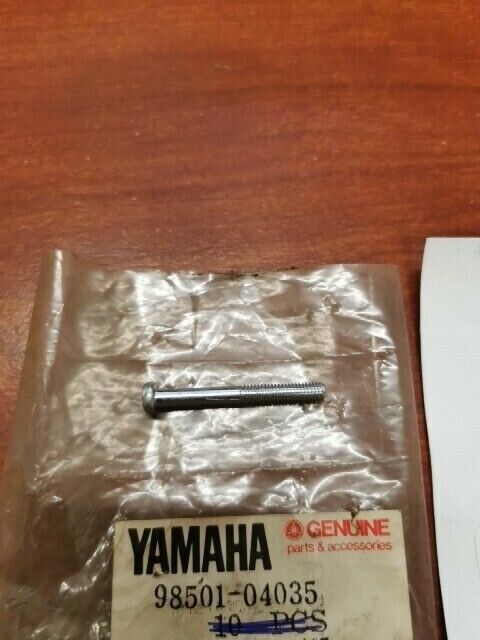 YAMAHA
GENUINE
parts & accessories
98501-04035
10 PCS